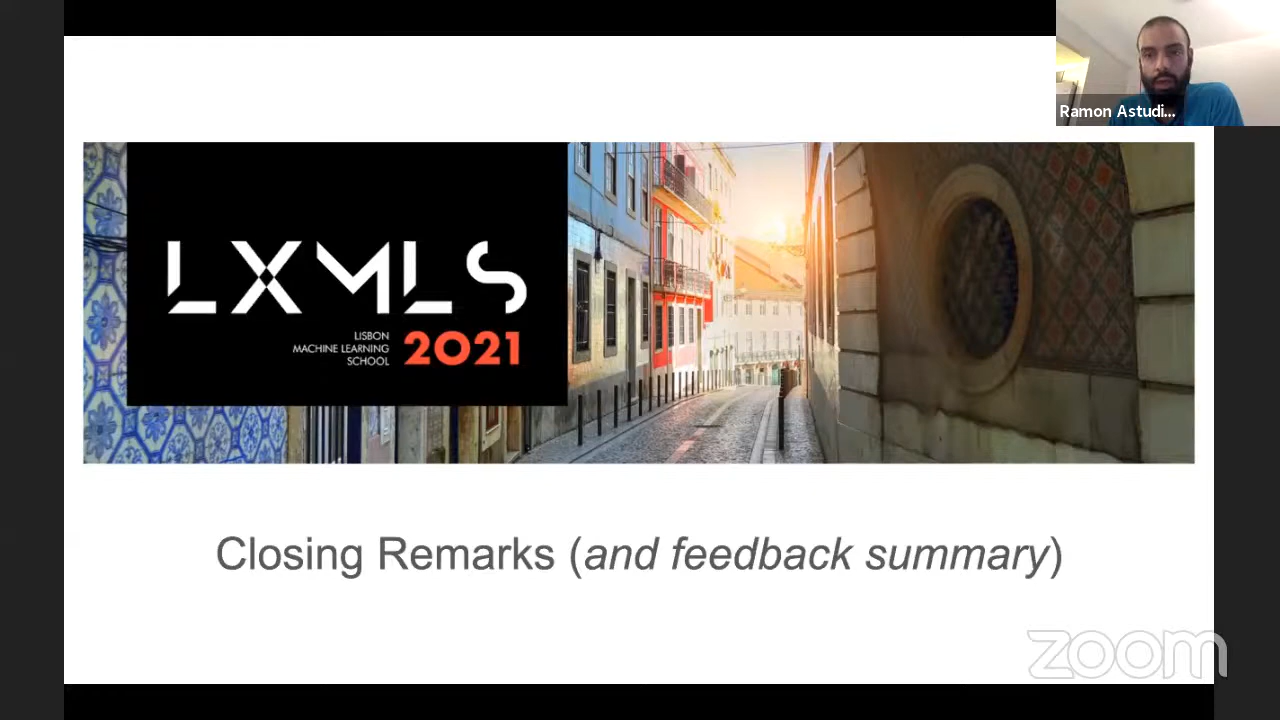 Ramon Astudi...
LXMLS
LISBON
MACHINE LEARNING
SCHOOL
2021
Closing Remarks (and feedback summary)
zoom